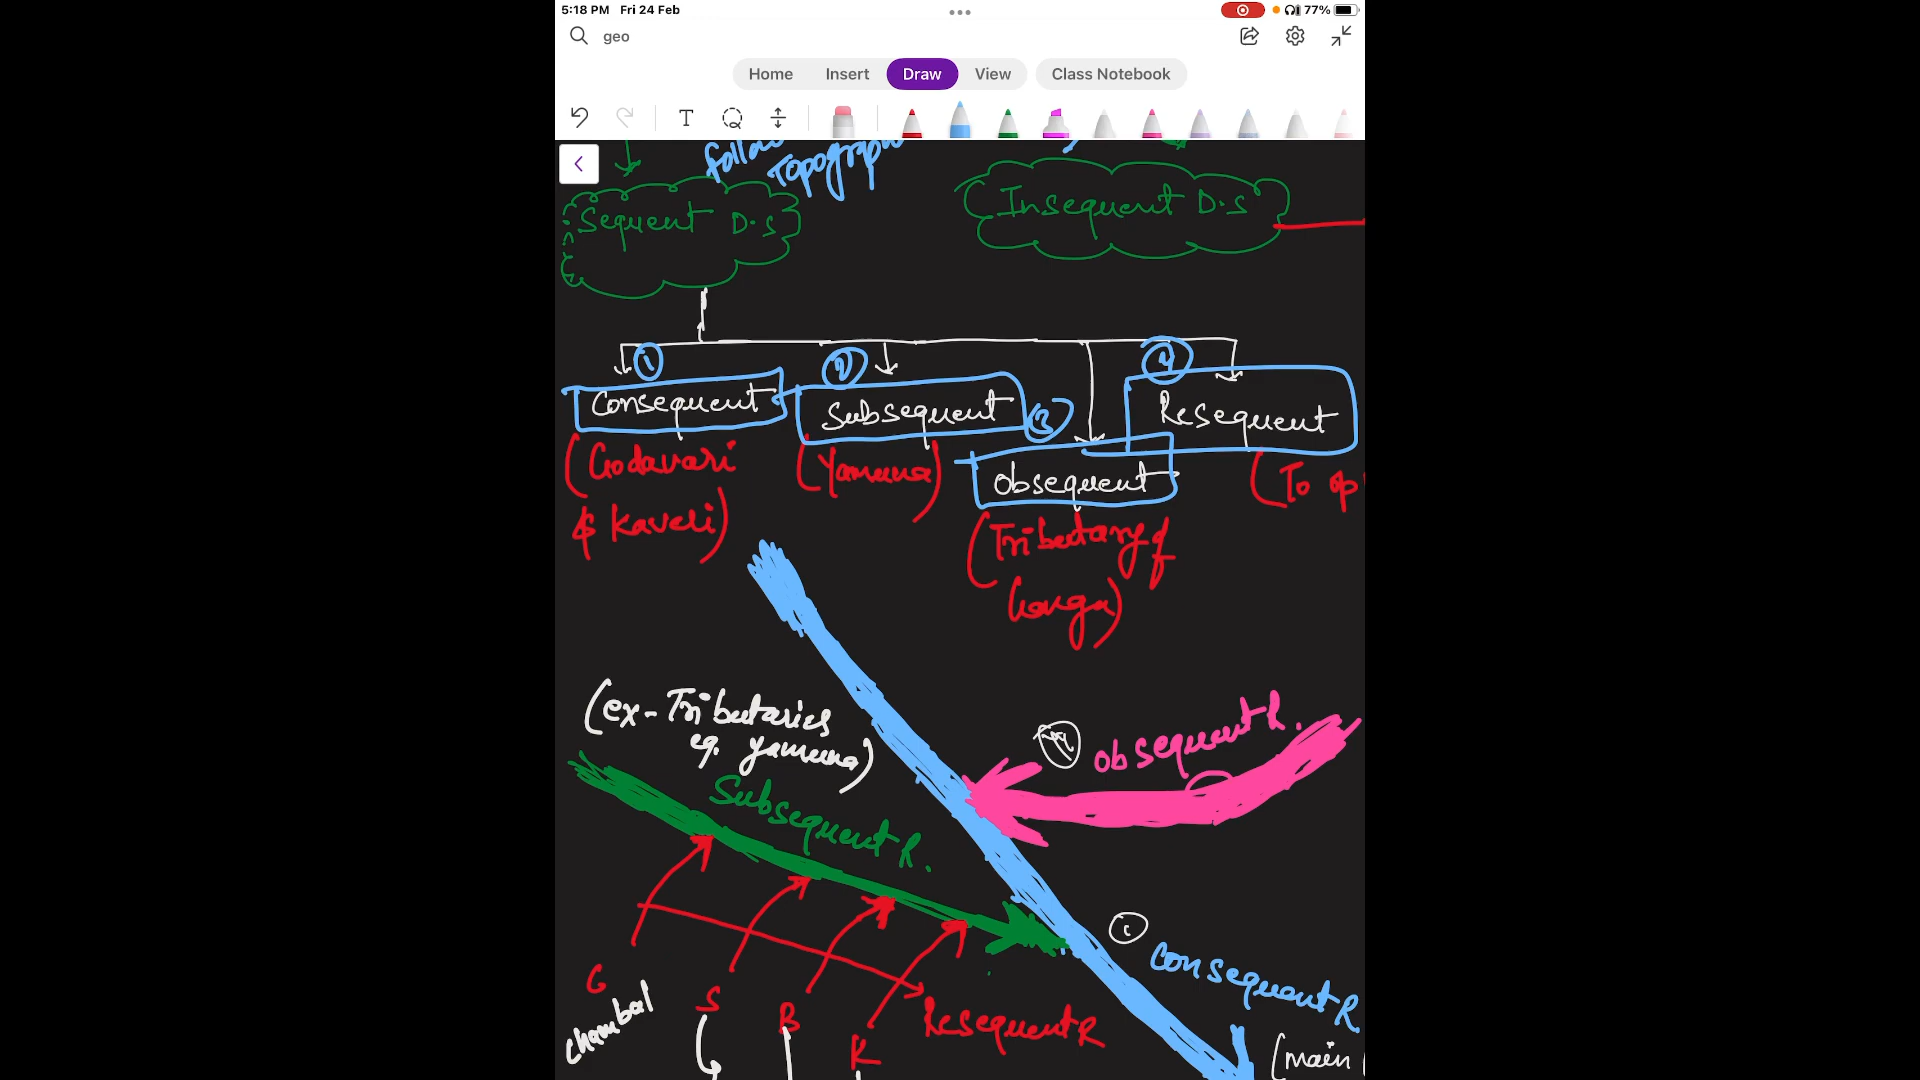 5:18 PM Fri 24 Feb
77%
geo
Home Insert Draw View Class Notebook
T
Topograph
Sequent D.S
Insequent D.S
1
2
4
Consequent
Subsequent
3
Resequent
(Godavari
& Kaveri)
(Yamuna)
Obsequent
(To op
(Tributary of
Ganga)
(ex-Tributaries
eg. yamuna)
Obsequent R.
Subsequent R.
Consequent R
C
chambal
S
B
K
Resequent R
(main